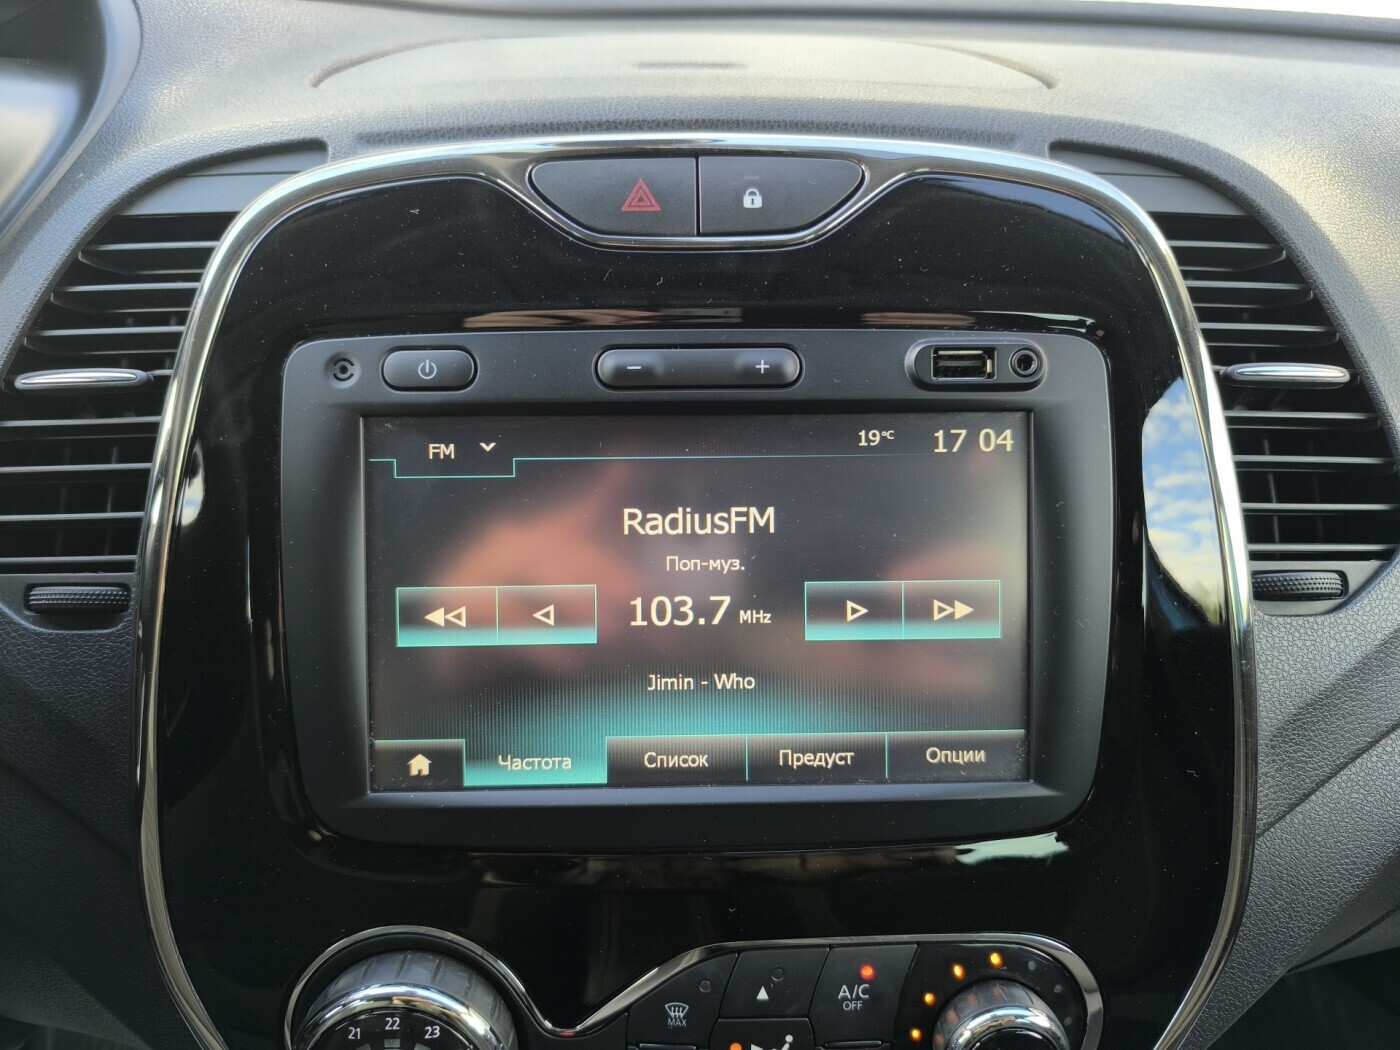 FM
19°C 17 04
RadiusFM
Поп-муз.
103.7 MHz
Jimin - Who
Частота Список Предуст Опции
21 22 23
MAX
A/C
OFF